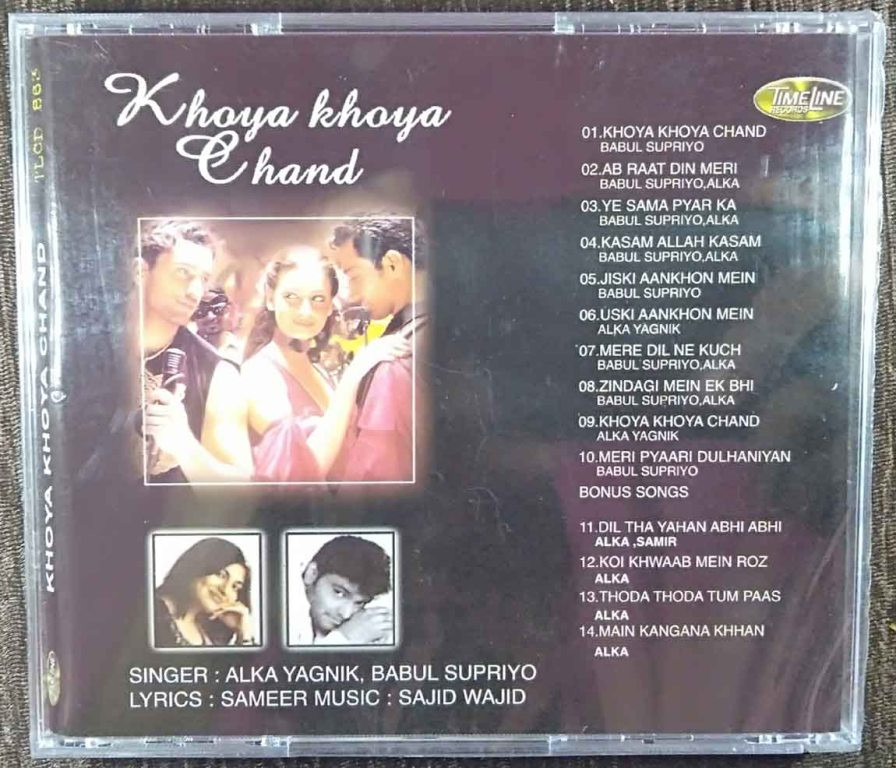 Khoya khoya
Chand
TIMELINE
RECORDS
01.KHOYA KHOYA CHAND
BABUL SUPRIYO
02.AB RAAT DIN MERI
BABUL SUPRIYO,ALKA
03.YE SAMA PYAR KA
BABUL SUPRIYO,ALKA
04.KASAM ALLAH KASAM
BABUL SUPRIYO,ALKA
05.JISKI AANKHON MEIN
BABUL SUPRIYO
06.USKI AANKHON MEIN
ALKA YAGNIK
07.MERE DIL NE KUCH
BABUL SUPRIYO,ALKA
08.ZINDAGI MEIN EK BHI
BABUL SUPRIYO,ALKA
09.KHOYA KHOYA CHAND
ALKA YAGNIK
10.MERI PYAARI DULHANIYAN
BABUL SUPRIYO
BONUS SONGS
11.DIL THA YAHAN ABHI ABHI
ALKA ,SAMIR
12.KOI KHWAAB MEIN ROZ
ALKA
13.THODA THODA TUM PAAS
ALKA
14.MAIN KANGANA KHHAN
ALKA
SINGER : ALKA YAGNIK, BABUL SUPRIYO
LYRICS : SAMEER MUSIC : SAJID WAJID
KHOYA KHOYA CHAND
TLCD